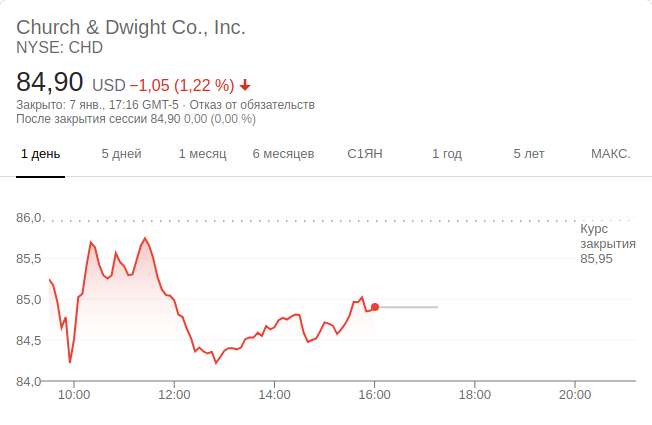 Church & Dwight Co., Inc.
NYSE: CHD
84,90 USD −1,05 (1,22 %)
Закрыто: 7 янв., 17:16 GMT-5 · Отказ от обязательств
После закрытия сессии 84,90 0,00 (0,00 %)
1 день 5 дней 1 месяц 6 месяцев С1ЯН 1 год 5 лет МАКС.
86,0
Курс
закрытия
85,95
85,5
85,0
84,5
84,0
10:00 12:00 14:00 16:00 18:00 20:00